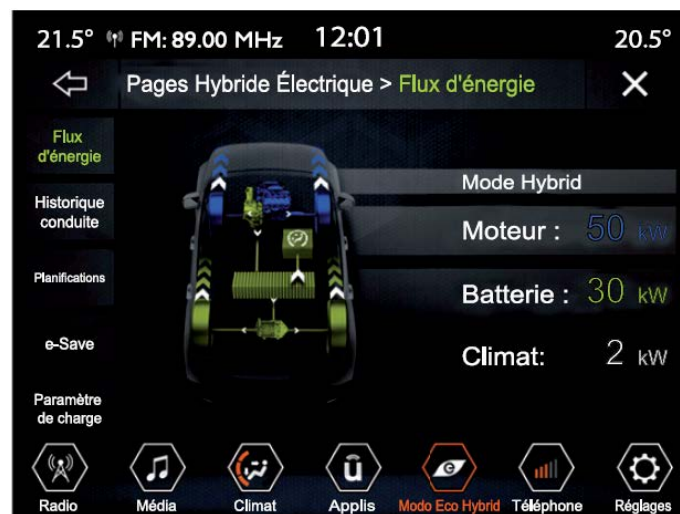 21.5° FM: 89.00 MHz 12:01 20.5°
Pages Hybride Électrique > Flux d'énergie
Flux
d'énergie
Historique
conduite
Planifications
e-Save
Paramètre
de charge
Mode Hybrid
Moteur : 50 kW
Batterie : 30 kW
Climat: 2 kW
Radio Média Climat Applis Modo Eco Hybrid Téléphone Réglages